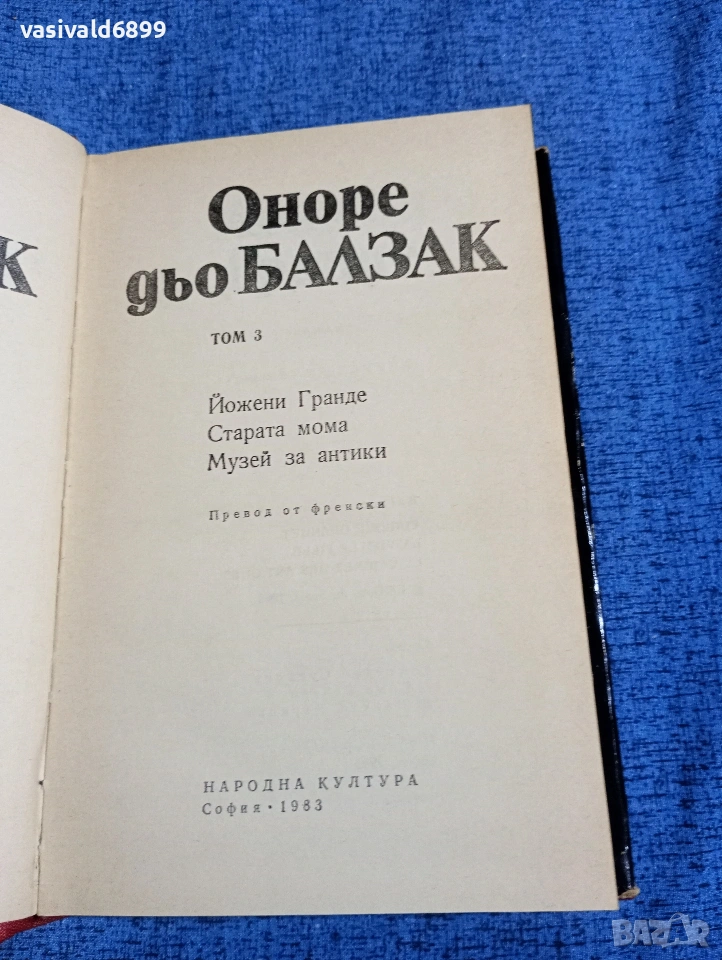 vasivald6899
К
Оноре
дьо БАЛЗАК
ТОМ 3
Йожени Гранде
Старата мома
Музей за антики
Превод от френски
НАРОДНА КУЛТУРА
София • 1983
BAZAR